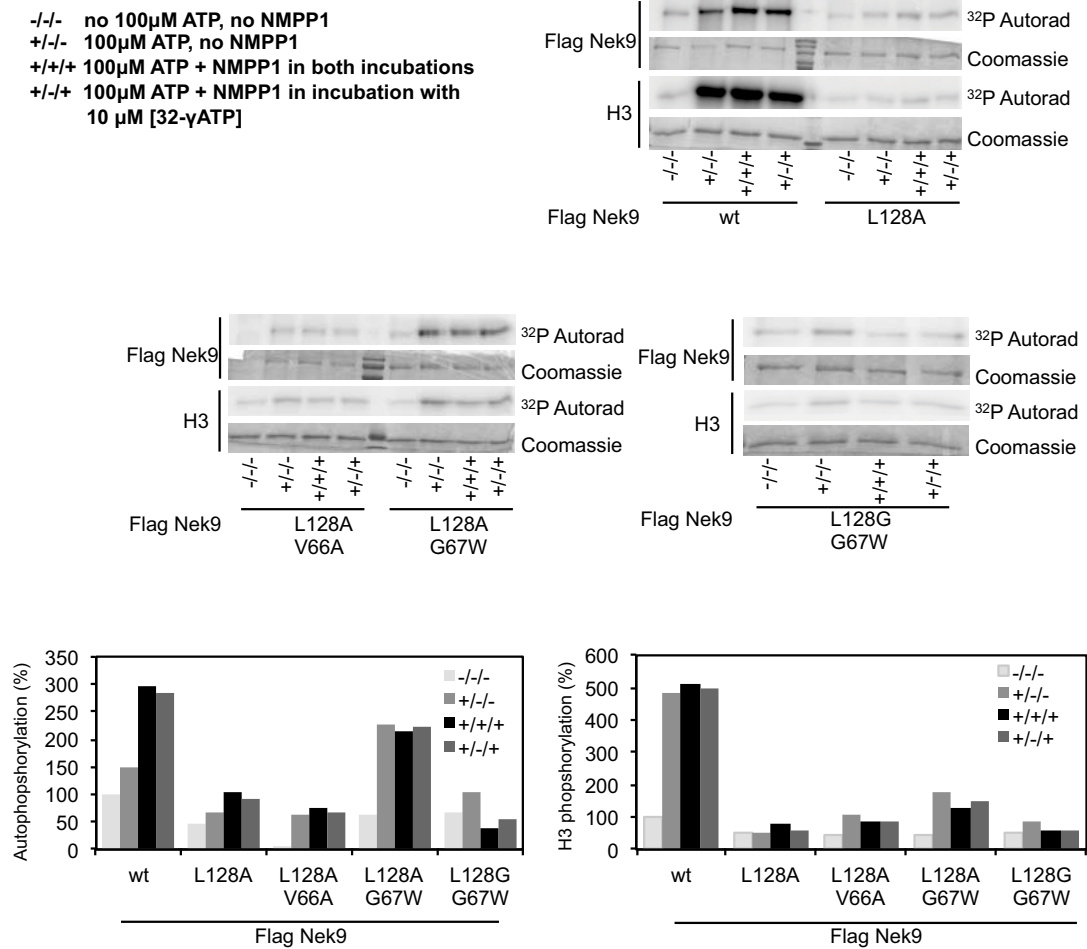 -/-/- no 100µM ATP, no NMPP1
+/-/- 100µM ATP, no NMPP1
+/+/+ 100µM ATP + NMPP1 in both incubations
+/-/+ 100µM ATP + NMPP1 in incubation with
10 µM [32-γATP]
Flag Nek9
32P Autorad
Coomassie
H3
32P Autorad
Coomassie
-/-/- +/-/- +/+/+ +/-/+ -/-/- +/-/- +/+/+ +/-/+
Flag Nek9 wt L128A
Flag Nek9
32P Autorad
Coomassie
H3
32P Autorad
Coomassie
-/-/- +/-/- +/+/+ +/-/+ -/-/- +/-/- +/+/+ +/-/+
Flag Nek9 L128A L128A
V66A G67W
Flag Nek9
32P Autorad
Coomassie
H3
32P Autorad
Coomassie
-/-/- +/-/- +/+/+ +/-/+
Flag Nek9 L128G
G67W
Autophopshorylation (%)
350
300
250
200
150
100
50
0
-/-/-
+/-/-
+/+/+
+/-/+
wt L128A L128A L128A L128G
V66A G67W G67W
Flag Nek9
H3 phopshorylation (%)
600
500
400
300
200
100
0
-/-/-
+/-/-
+/+/+
+/-/+
wt L128A L128A L128A L128G
V66A G67W G67W
Flag Nek9